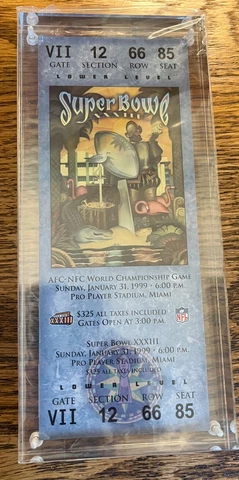 VII 12 66 85
GATE SECTION ROW SEAT
LOWER LEVEL
Super Bowl
XXXIII
AFC-NFC World Championship Game
Sunday, January 31, 1999 · 6:00 p.m.
Pro Player Stadium, Miami
$325 All Taxes Included
Gates Open At 3:00 p.m.
XXXIII
NFL
Super Bowl XXXIII
Sunday, January 31, 1999 · 6:00 p.m.
Pro Player Stadium, Miami
$325 All Taxes Included
LOWER LEVEL
GATE SECTION ROW SEAT
VII 12 66 85